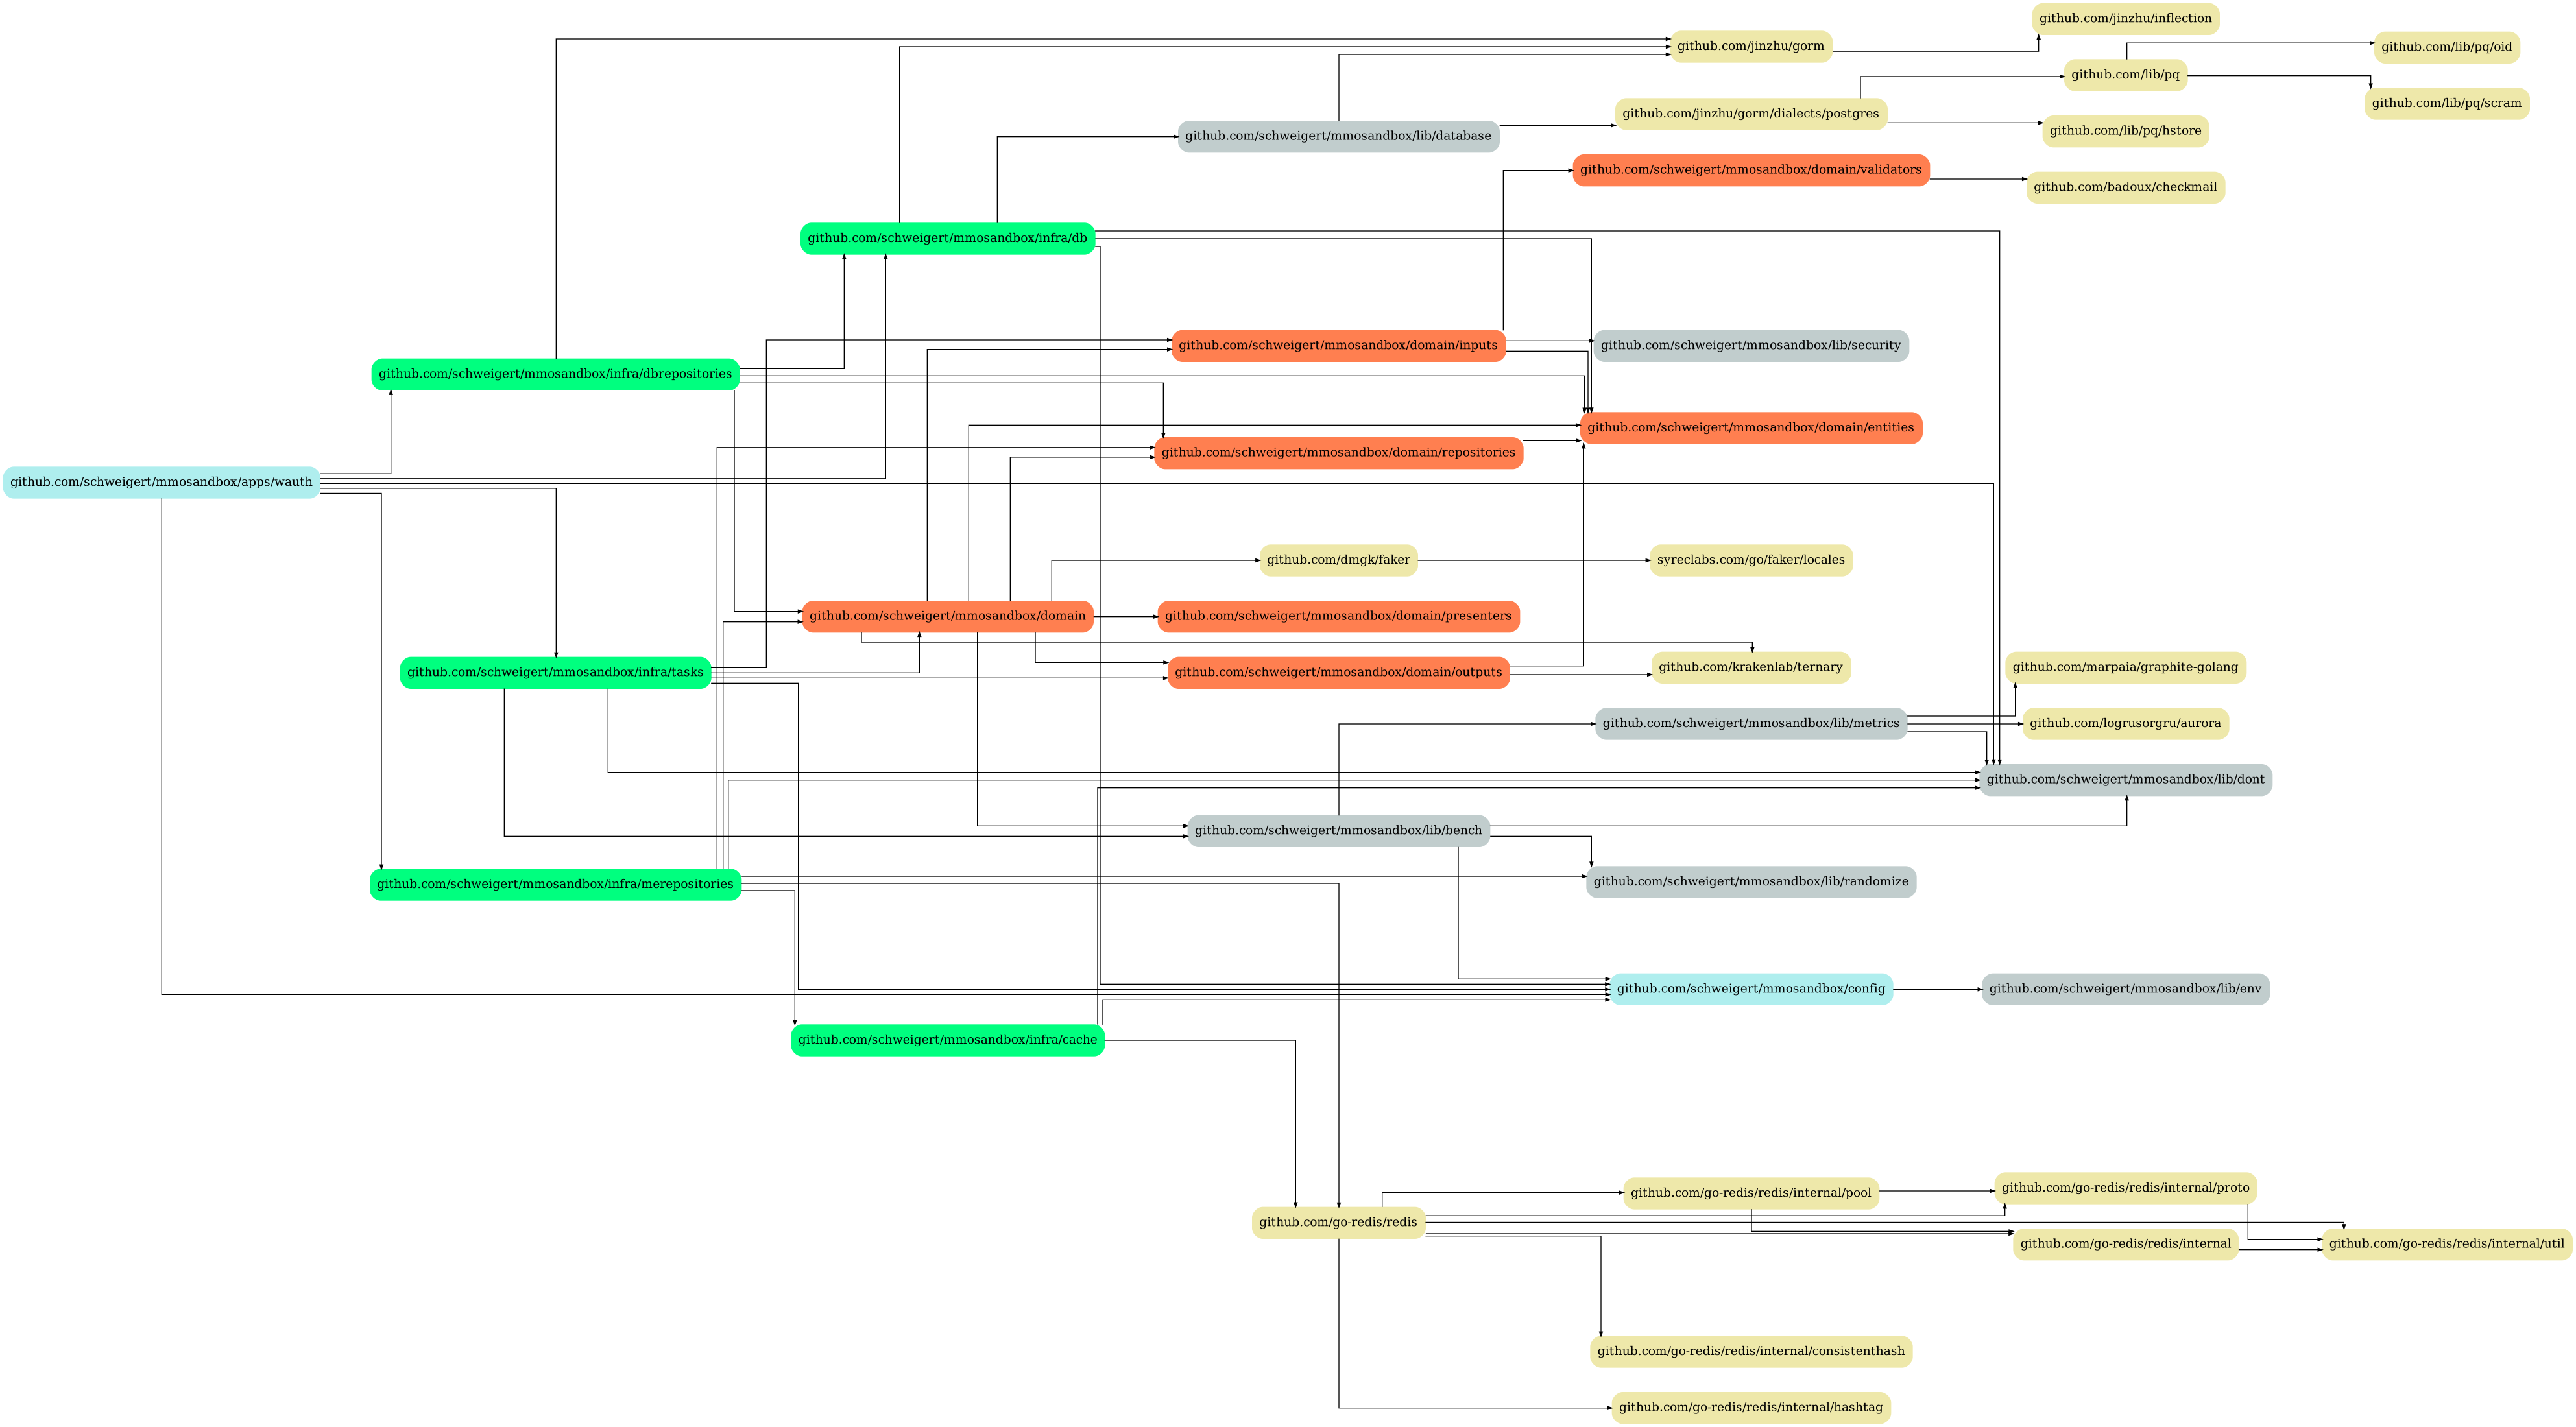 github.com/jinzhu/inflection
github.com/jinzhu/gorm
github.com/lib/pq/oid
github.com/lib/pq
github.com/lib/pq/scram
github.com/jinzhu/gorm/dialects/postgres
github.com/lib/pq/hstore
github.com/schweigert/mmosandbox/lib/database
github.com/schweigert/mmosandbox/domain/validators
github.com/badoux/checkmail
github.com/schweigert/mmosandbox/infra/db
github.com/schweigert/mmosandbox/domain/inputs
github.com/schweigert/mmosandbox/lib/security
github.com/schweigert/mmosandbox/infra/dbrepositories
github.com/schweigert/mmosandbox/domain/entities
github.com/schweigert/mmosandbox/domain/repositories
github.com/schweigert/mmosandbox/apps/wauth
github.com/dmgk/faker
syreclabs.com/go/faker/locales
github.com/schweigert/mmosandbox/domain
github.com/schweigert/mmosandbox/domain/presenters
github.com/schweigert/mmosandbox/infra/tasks
github.com/schweigert/mmosandbox/domain/outputs
github.com/krakenlab/ternary
github.com/marpaia/graphite-golang
github.com/schweigert/mmosandbox/lib/metrics
github.com/logrusorgru/aurora
github.com/schweigert/mmosandbox/lib/dont
github.com/schweigert/mmosandbox/lib/bench
github.com/schweigert/mmosandbox/infra/merepositories
github.com/schweigert/mmosandbox/lib/randomize
github.com/schweigert/mmosandbox/config
github.com/schweigert/mmosandbox/lib/env
github.com/schweigert/mmosandbox/infra/cache
github.com/go-redis/redis/internal/pool
github.com/go-redis/redis/internal/proto
github.com/go-redis/redis
github.com/go-redis/redis/internal
github.com/go-redis/redis/internal/util
github.com/go-redis/redis/internal/consistenthash
github.com/go-redis/redis/internal/hashtag